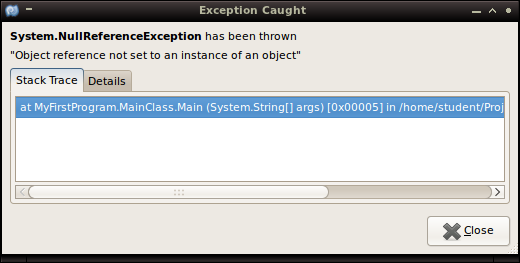 Exception Caught
System.NullReferenceException has been thrown
"Object reference not set to an instance of an object"
Stack Trace Details
at MyFirstProgram.MainClass.Main (System.String[] args) [0x00005] in /home/student/Proj
Close